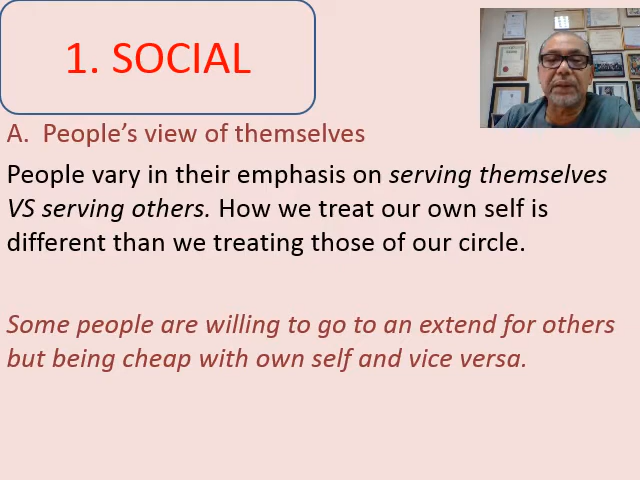 1. SOCIAL
A. People's view of themselves
People vary in their emphasis on serving themselves
VS serving others. How we treat our own self is
different than we treating those of our circle.
Some people are willing to go to an extend for others
but being cheap with own self and vice versa.